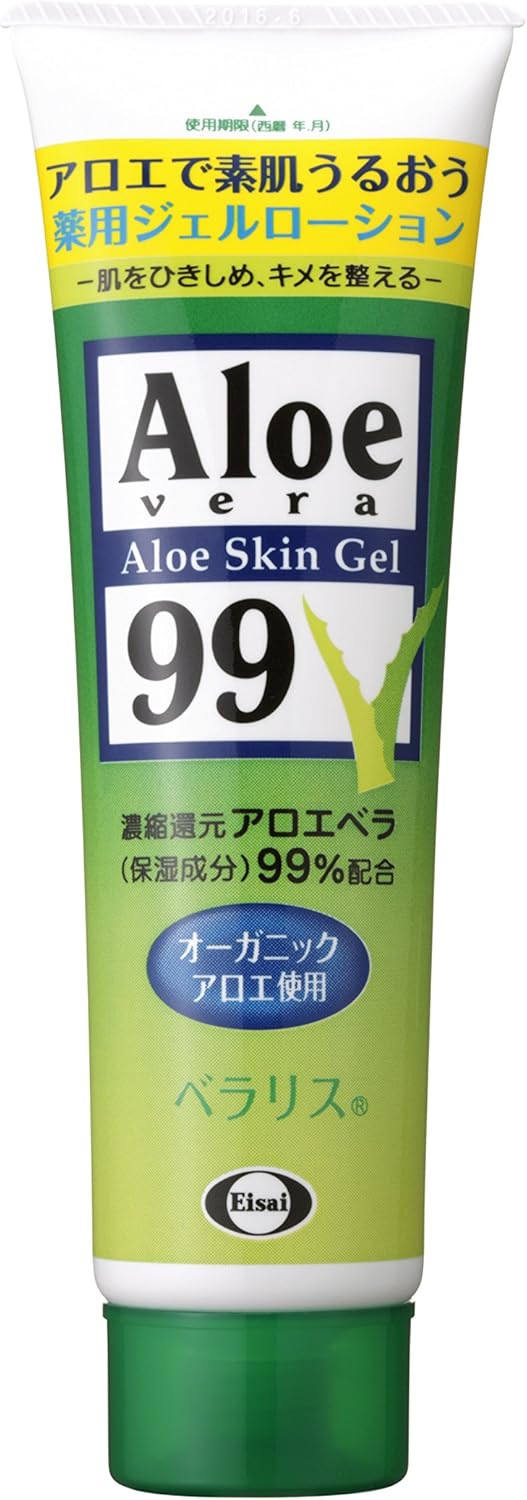 2016.6
▲
使用期限(西暦 年.月)
アロエで素肌うるおう
薬用ジェルローション
−肌をひきしめ、キメを整える−
Aloe
vera
Aloe Skin Gel
99
濃縮還元アロエベラ
(保湿成分)99%配合
オーガニック
アロエ使用
ベラリス®
Eisai